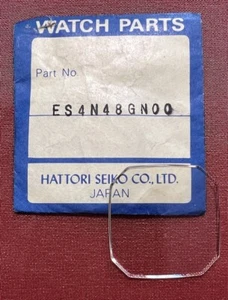 WATCH PARTS
Part No.
ES4N48GN00
HATTORI SEIKO CO., LTD.
JAPAN